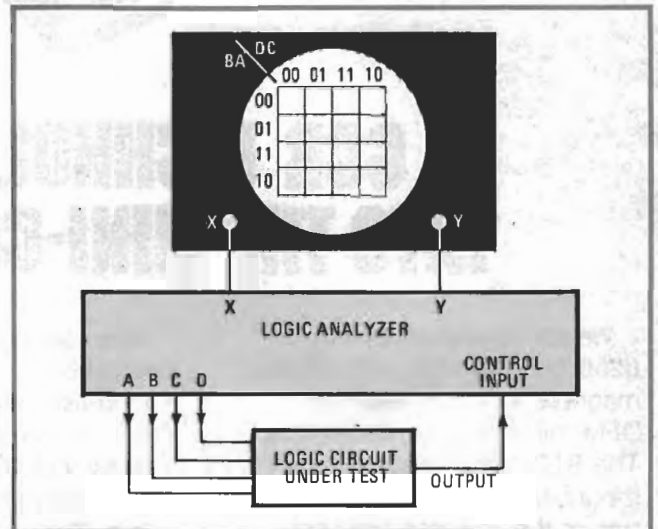 DC
BA
00 01 11 10
00
01
11
10
X Y
X Y
LOGIC ANALYZER
CONTROL
INPUT
A B C D
LOGIC CIRCUIT
UNDER TEST
OUTPUT